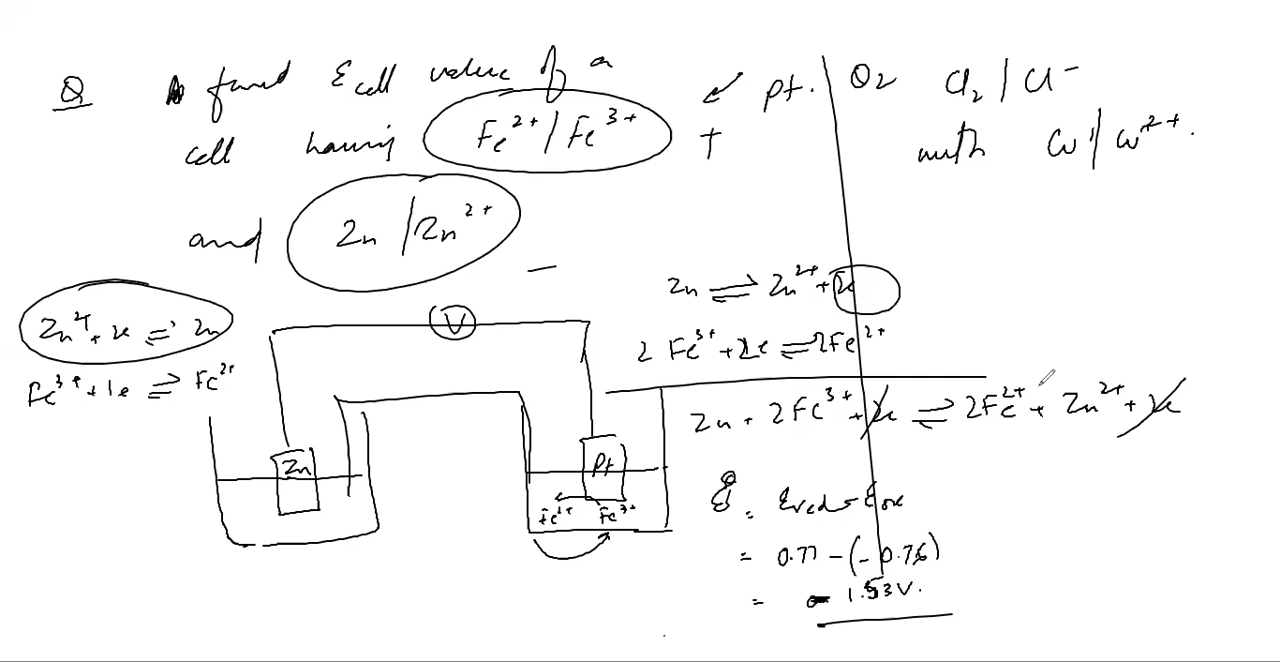 Q find Ecell value of a
cell having Fe²⁺/Fe³⁺ + pt.
and Zn/Zn²⁺
–
Q2 Cl₂/Cl⁻
with Cu/Cu²⁺.
Zn²⁺ + 2e ⇌ Zn
Fe³⁺ + 1e ⇌ Fe²⁺
V
Zn
Pt
Fe²⁺ Fe³⁺
Zn ⇌ Zn²⁺ + 2e
2Fe³⁺ + 2e ⇌ 2Fe²⁺
Zn + 2Fe³⁺ + 2e ⇌ 2Fe²⁺ + Zn²⁺ + 2e
= Ered - Eox
= 0.77 - (-0.76)
= 1.53V.